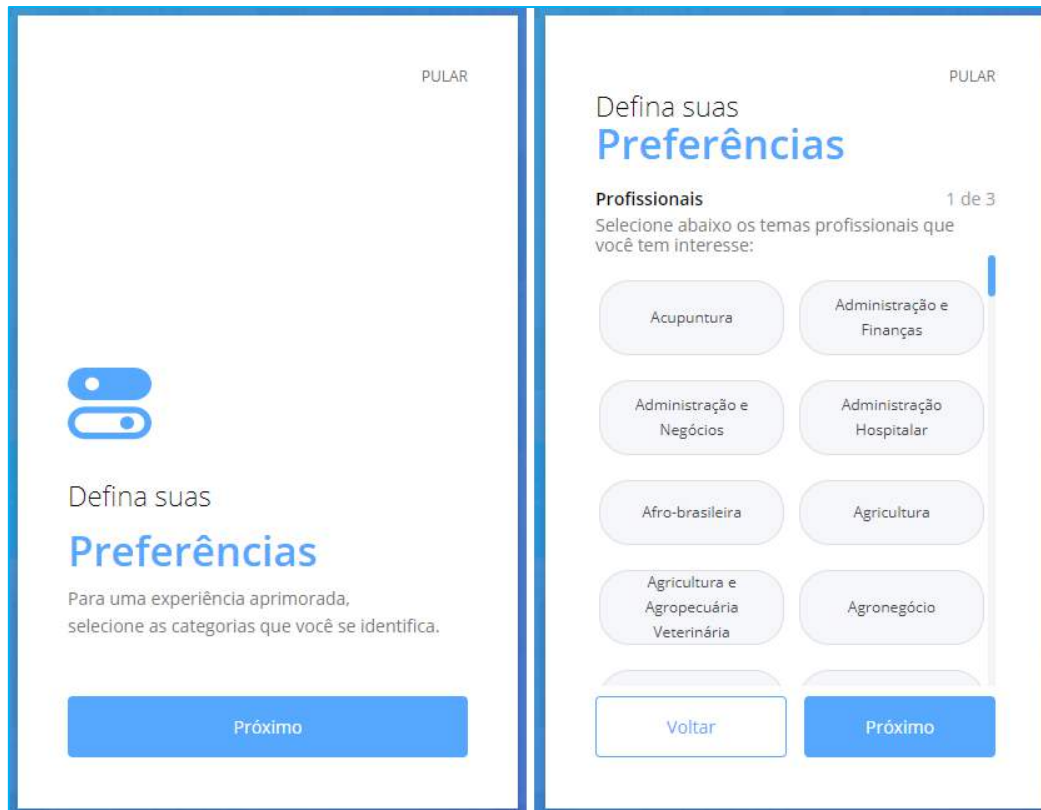 PULAR
Defina suas
Preferências
Para uma experiência aprimorada,
selecione as categorias que você se identifica.
Próximo
PULAR
Defina suas
Preferências
Profissionais 1 de 3
Selecione abaixo os temas profissionais que
você tem interesse:
Acupuntura
Administração e
Finanças
Administração e
Negócios
Administração
Hospitalar
Afro-brasileira
Agricultura
Agricultura e
Agropecuária
Veterinária
Agronegócio
Voltar
Próximo